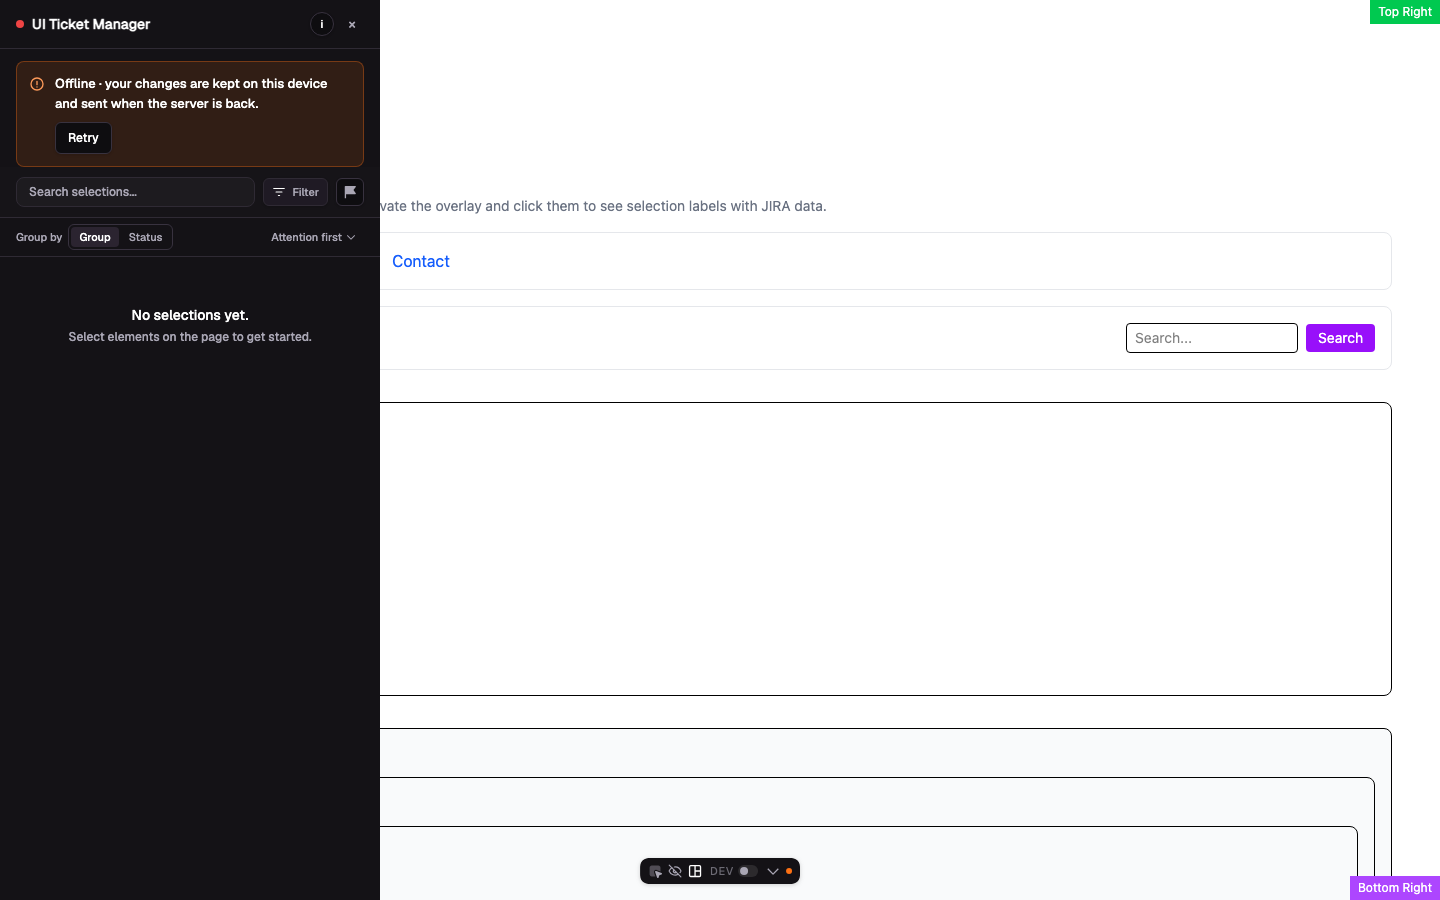 UI Ticket Manager
i
×
Offline · your changes are kept on this device
and sent when the server is back.
Retry
Search selections...
Filter
Group by
Group
Status
Attention first
No selections yet.
Select elements on the page to get started.
Top Right
vate the overlay and click them to see selection labels with JIRA data.
Contact
Search...
Search
DEV
Bottom Right